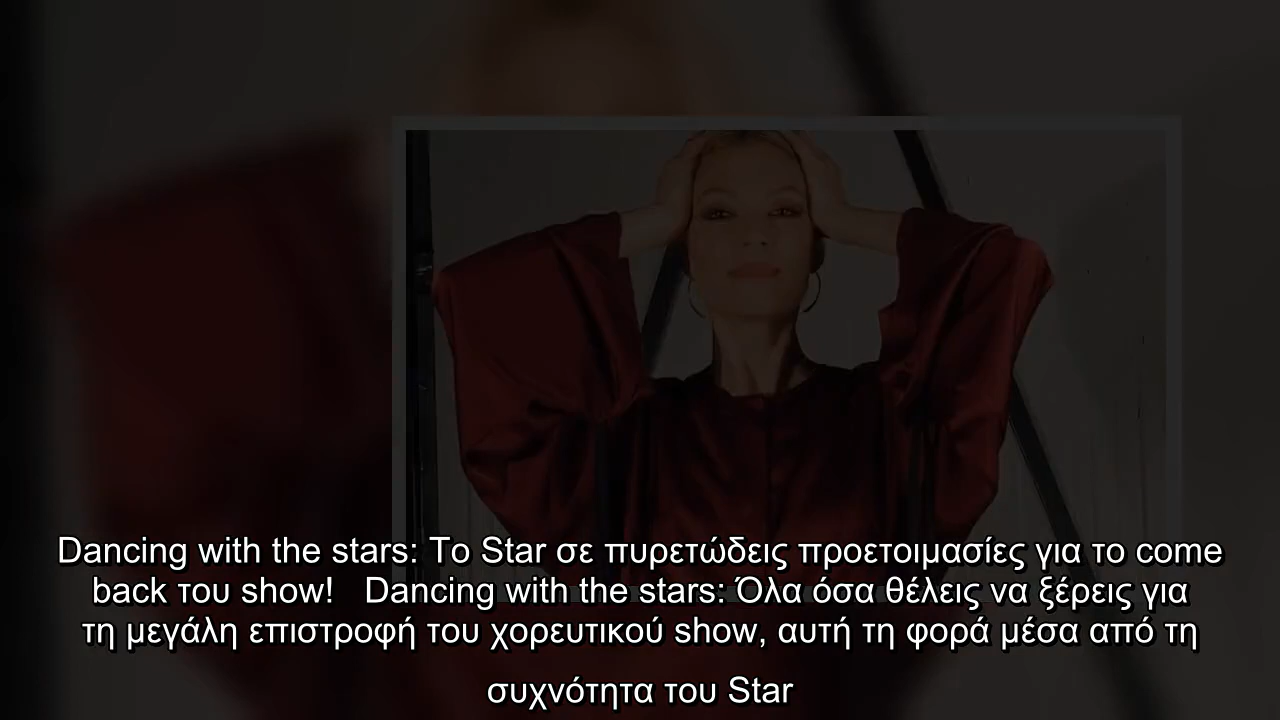 Dancing with the stars: Το Star σε πυρετώδεις προετοιμασίες για το come
back του show!   Dancing with the stars: Όλα όσα θέλεις να ξέρεις για
τη μεγάλη επιστροφή του χορευτικού show, αυτή τη φορά μέσα από τη
συχνότητα του Star